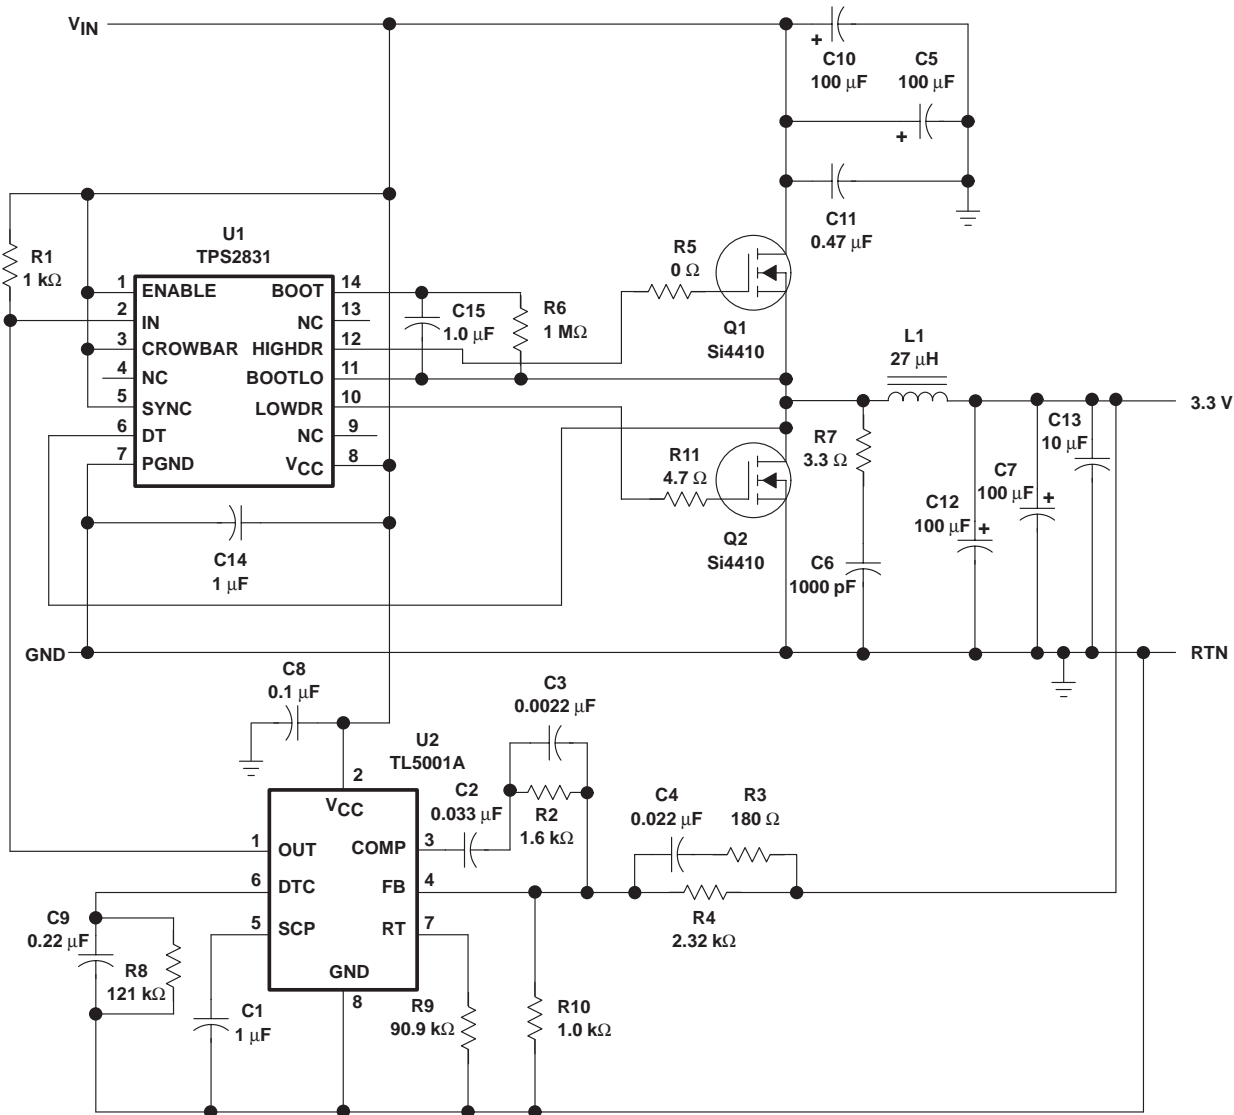 VIN
+
C10
100 μF
C5
100 μF
+
C11
0.47 μF
R1
1 kΩ
U1
TPS2831
1 ENABLE
2 IN
3 CROWBAR
4 NC
5 SYNC
6 DT
7 PGND
BOOT 14
NC 13
HIGHDR 12
BOOTLO 11
LOWDR 10
NC 9
VCC 8
C15
1.0 μF
R6
1 MΩ
R5
0 Ω
Q1
Si4410
L1
27 μH
3.3 V
R11
4.7 Ω
Q2
Si4410
R7
3.3 Ω
C6
1000 pF
C12
100 μF
+
C7
100 μF
+
C13
10 μF
C14
1 μF
GND
RTN
C8
0.1 μF
U2
TL5001A
C3
0.0022 μF
2
VCC
C2
0.033 μF
R2
1.6 kΩ
C4
0.022 μF
R3
180 Ω
1 OUT
COMP 3
6 DTC
FB 4
5 SCP
RT 7
GND
8
R4
2.32 kΩ
C9
0.22 μF
R8
121 kΩ
C1
1 μF
R9
90.9 kΩ
R10
1.0 kΩ